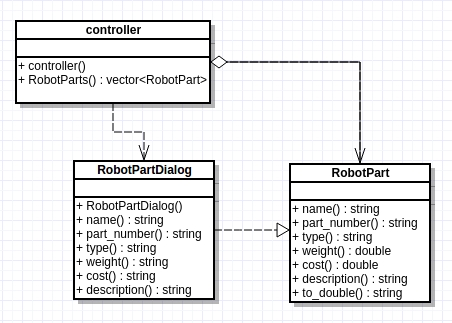 controller
+ controller()
+ RobotParts() : vector<RobotPart>
RobotPartDialog
+ RobotPartDialog()
+ name() : string
+ part_number() : string
+ type() : string
+ weight() : string
+ cost() : string
+ description() : string
RobotPart
+ name() : string
+ part_number() : string
+ type() : string
+ weight() : double
+ cost() : double
+ description() : string
+ to_double() : string